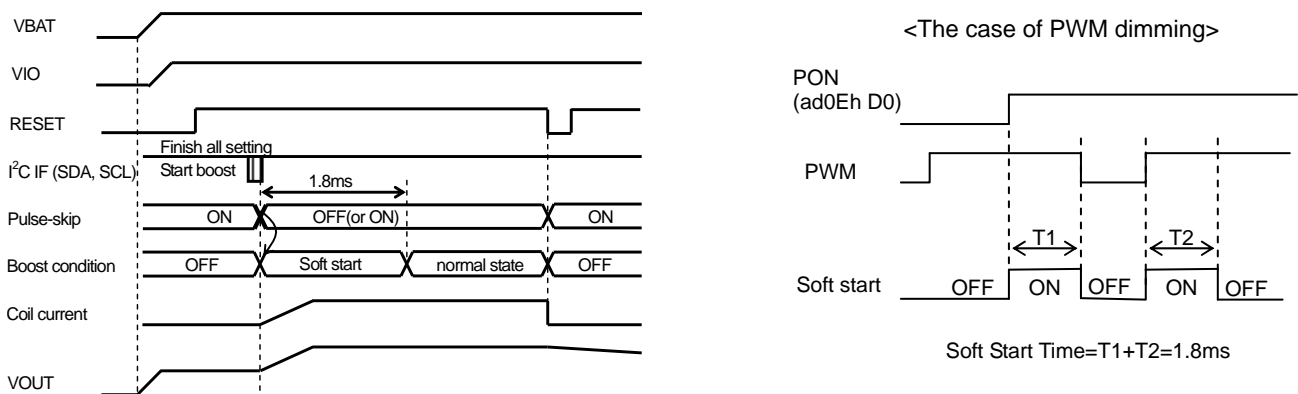 VBAT
VIO
RESET
Finish all setting
I²C IF (SDA, SCL) Start boost
1.8ms
Pulse-skip ON OFF(or ON) ON
Boost condition OFF Soft start normal state OFF
Coil current
VOUT
<The case of PWM dimming>
PON
(ad0Eh D0)
PWM
T1 T2
Soft start OFF ON OFF ON OFF
Soft Start Time=T1+T2=1.8ms